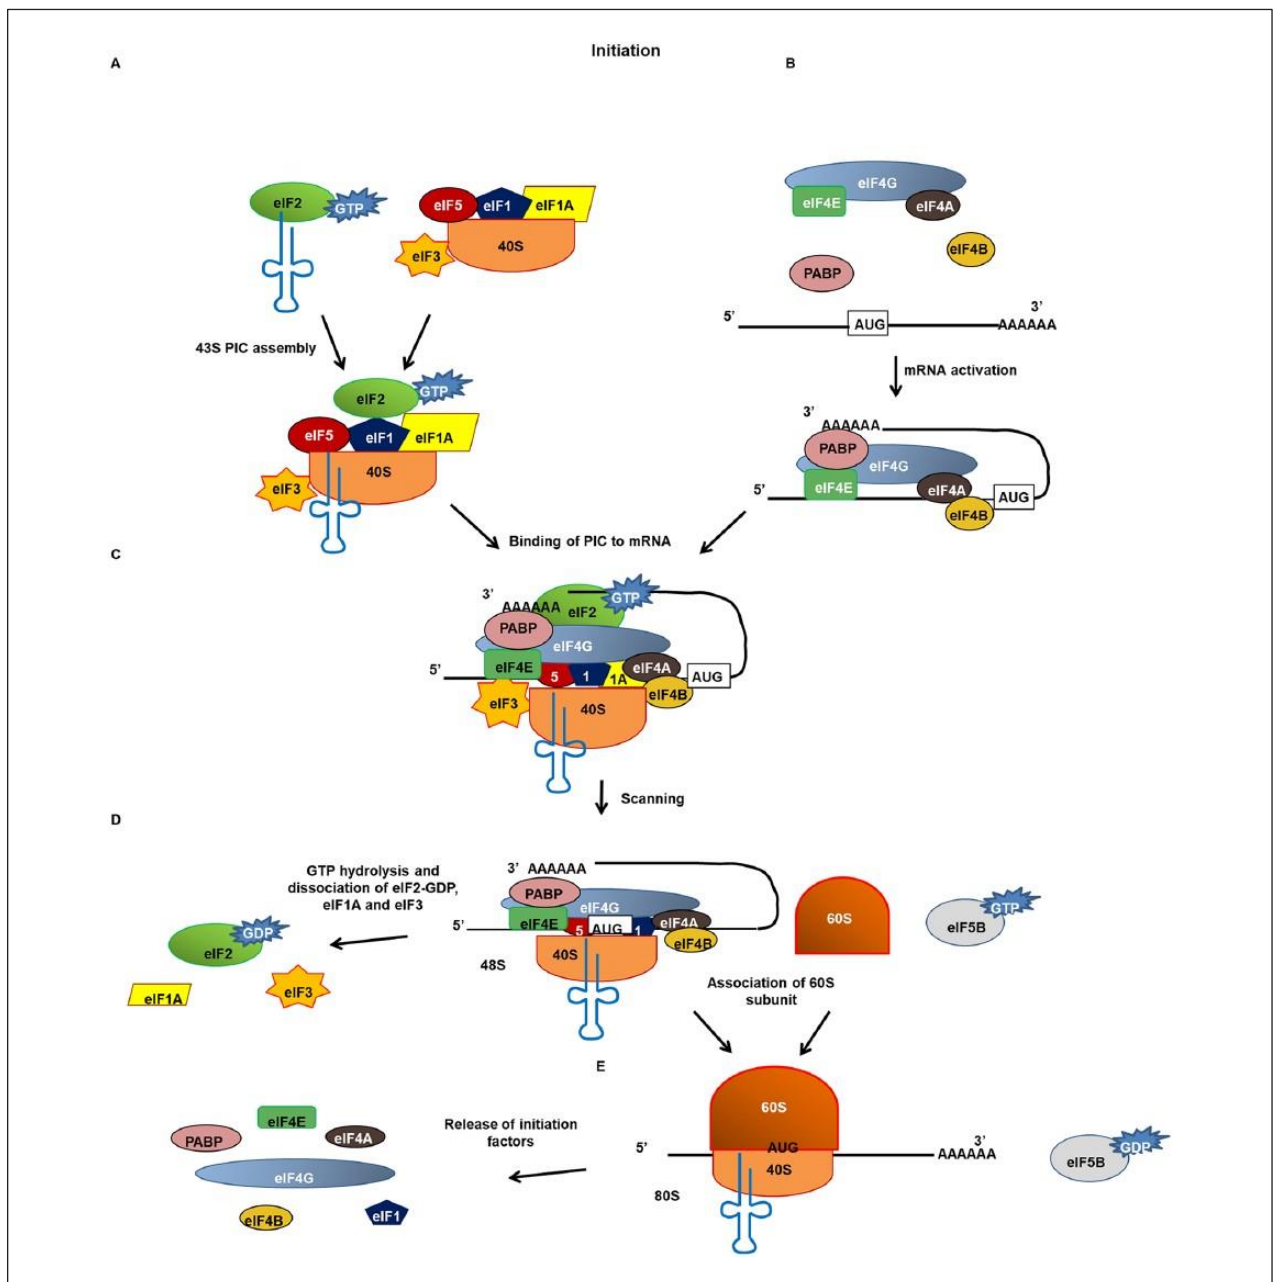 Initiation
A
B
eIF2
GTP
eIF5
eIF1
eIF1A
eIF3
40S
eIF4G
eIF4E
eIF4A
eIF4B
PABP
5’
AUG
3’
AAAAAA
43S PIC assembly
mRNA activation
eIF2
GTP
eIF5
eIF1
eIF1A
eIF3
40S
3’
AAAAAA
PABP
eIF4G
eIF4E
eIF4A
eIF4B
5’
AUG
Binding of PIC to mRNA
C
3’
AAAAAA
eIF2
GTP
PABP
eIF4G
5’
eIF4E
5
1
1A
eIF4A
AUG
eIF3
40S
eIF4B
Scanning
D
GTP hydrolysis and
dissociation of eIF2-GDP,
eIF1A and eIF3
eIF2
GDP
eIF1A
eIF3
3’
AAAAAA
PABP
eIF4G
5’
eIF4E
5
AUG
1
eIF4A
eIF4B
40S
48S
60S
eIF5B
GTP
Association of 60S
subunit
E
Release of initiation
factors
PABP
eIF4E
eIF4A
eIF4G
eIF4B
eIF1
60S
5’
AUG
40S
80S
3’
AAAAAA
eIF5B
GDP